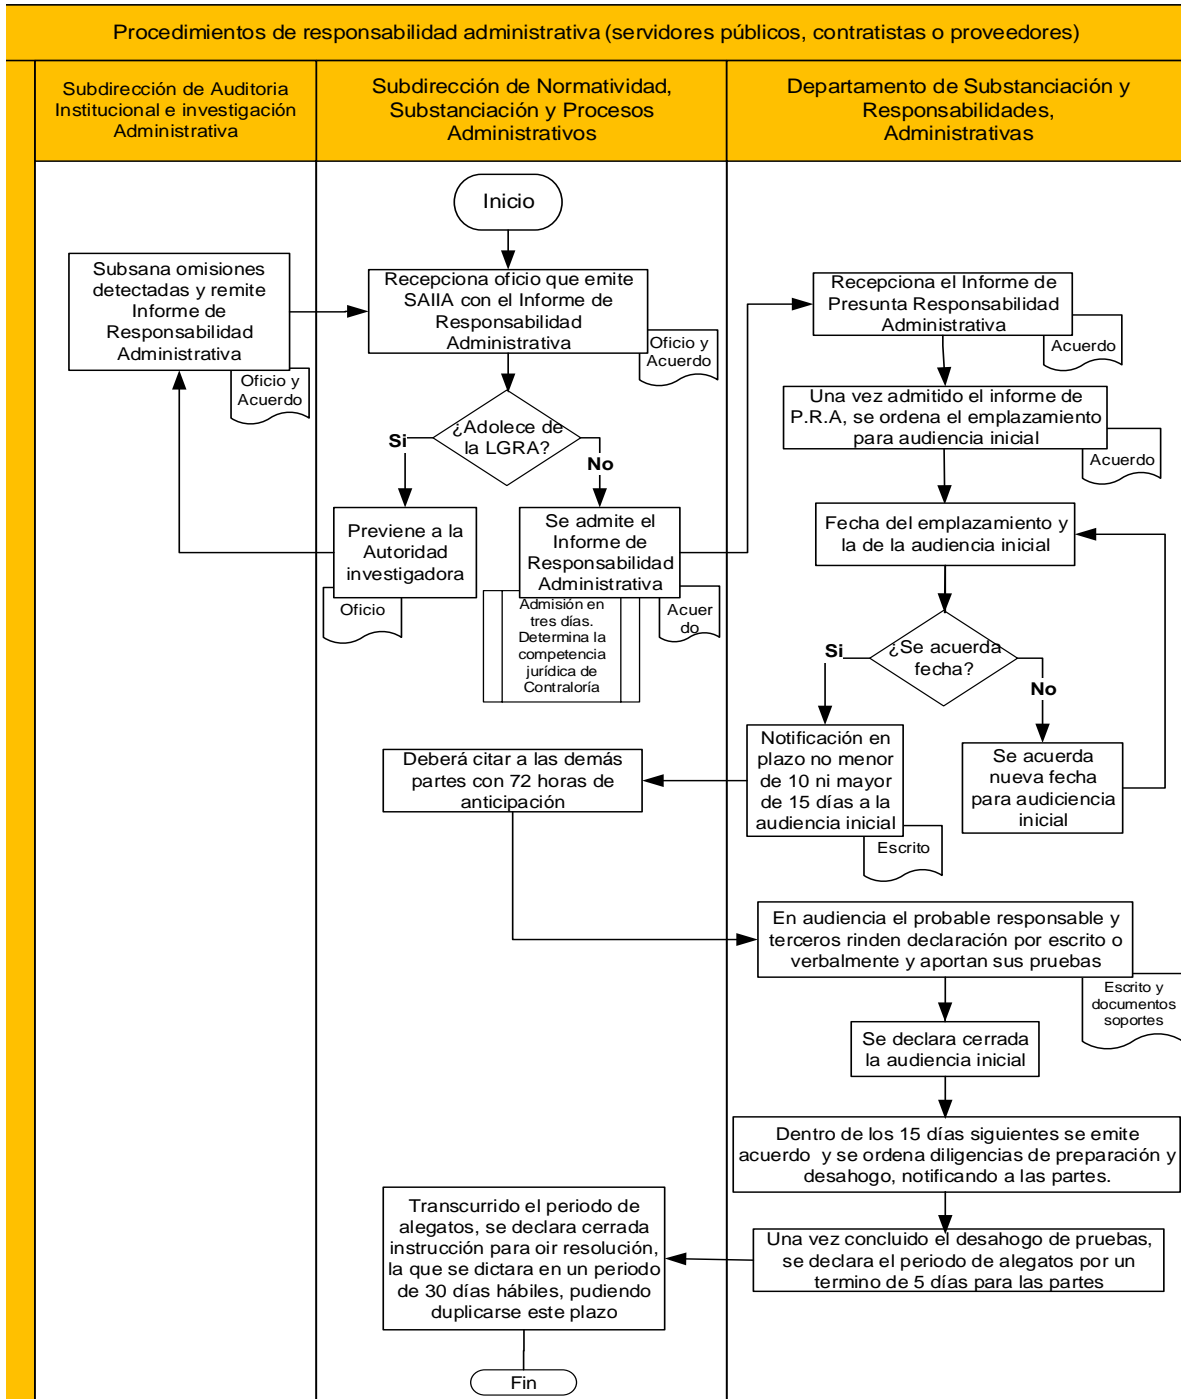 Procedimientos de responsabilidad administrativa (servidores públicos, contratistas o proveedores)
Subdirección de Auditoria
Institucional e investigación
Administrativa
Subdirección de Normatividad,
Substanciación y Procesos
Administrativos
Departamento de Substanciación y
Responsabilidades,
Administrativas
Inicio
Subsana omisiones
detectadas y remite
Informe de
Responsabilidad
Administrativa
Oficio y
Acuerdo
Recepciona oficio que emite
SAIIA con el Informe de
Responsabilidad
Administrativa
Oficio y
Acuerdo
Recepciona el Informe de
Presunta Responsabilidad
Administrativa
Acuerdo
¿Adolece de
la LGRA?
Si
No
Una vez admitido el informe de
P.R.A, se ordena el emplazamiento
para audiencia inicial
Acuerdo
Previene a la
Autoridad
investigadora
Oficio
Se admite el
Informe de
Responsabilidad
Administrativa
Acuer
do
Admisión en
tres días.
Determina la
competencia
jurídica de
Contraloría
Fecha del emplazamiento y
la de la audiencia inicial
¿Se acuerda
fecha?
Si
No
Notificación en
plazo no menor
de 10 ni mayor
de 15 días a la
audiencia inicial
Escrito
Se acuerda
nueva fecha
para audiciencia
inicial
Deberá citar a las demás
partes con 72 horas de
anticipación
En audiencia el probable responsable y
terceros rinden declaración por escrito o
verbalmente y aportan sus pruebas
Escrito y
documentos
soportes
Se declara cerrada
la audiencia inicial
Dentro de los 15 días siguientes se emite
acuerdo y se ordena diligencias de preparación y
desahogo, notificando a las partes.
Una vez concluido el desahogo de pruebas,
se declara el periodo de alegatos por un
termino de 5 días para las partes
Transcurrido el periodo de
alegatos, se declara cerrada
instrucción para oir resolución,
la que se dictara en un periodo
de 30 días hábiles, pudiendo
duplicarse este plazo
Fin